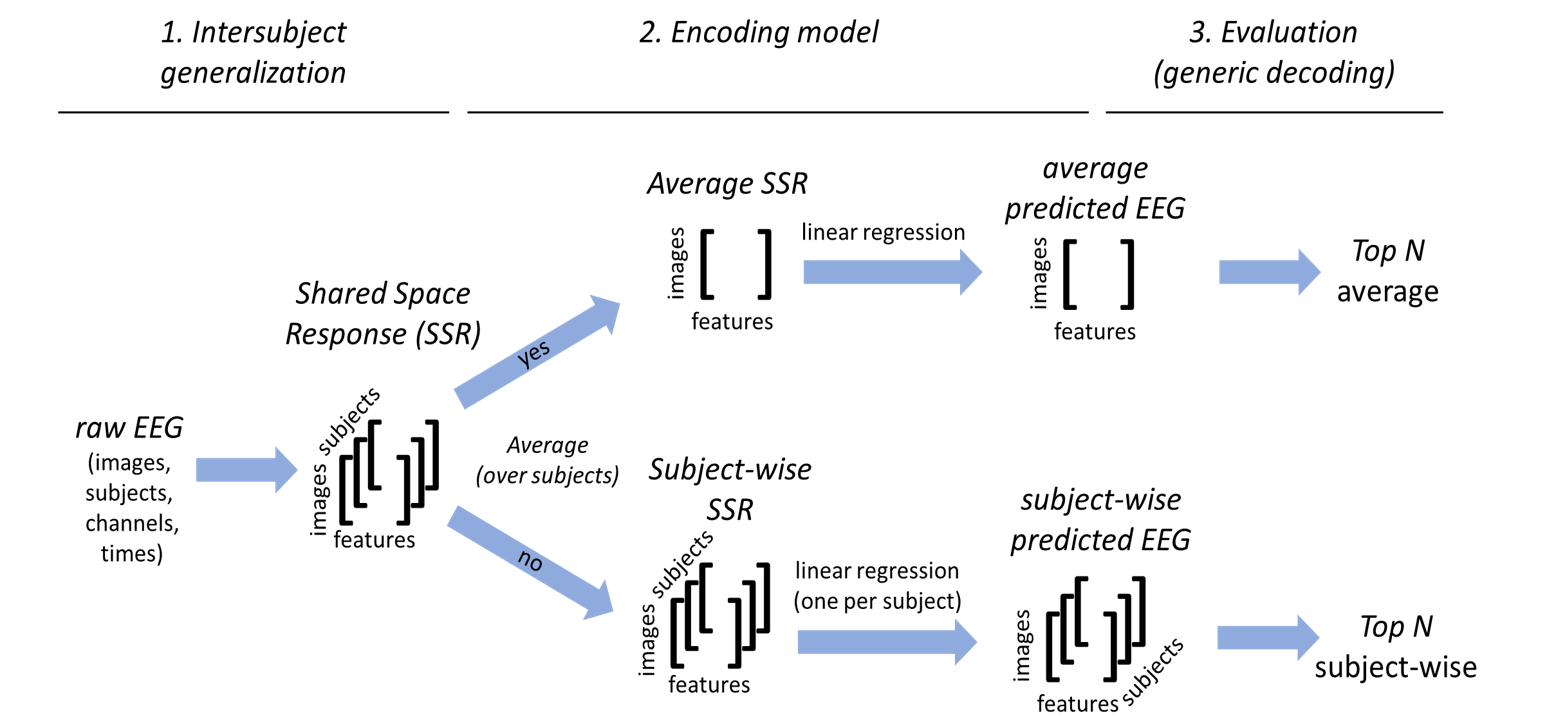 1. Intersubject
generalization
2. Encoding model
3. Evaluation
(generic decoding)
raw EEG
(images,
subjects,
channels,
times)
Shared Space
Response (SSR)
subjects
images
features
yes
Average
(over subjects)
no
Average SSR
images
features
linear regression
average
predicted EEG
images
features
Top N
average
Subject-wise
SSR
subjects
images
features
linear regression
(one per subject)
subject-wise
predicted EEG
images
features
subjects
Top N
subject-wise